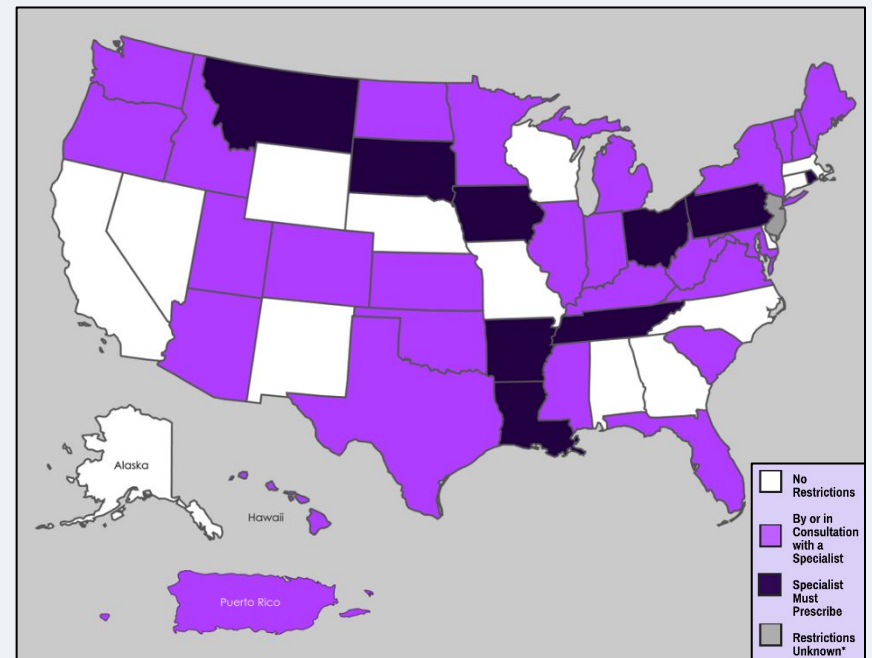 Alaska
Hawaii
Puerto Rico
No
Restrictions
By or in
Consultation
with a
Specialist
Specialist
Must
Prescribe
Restrictions
Unknown*